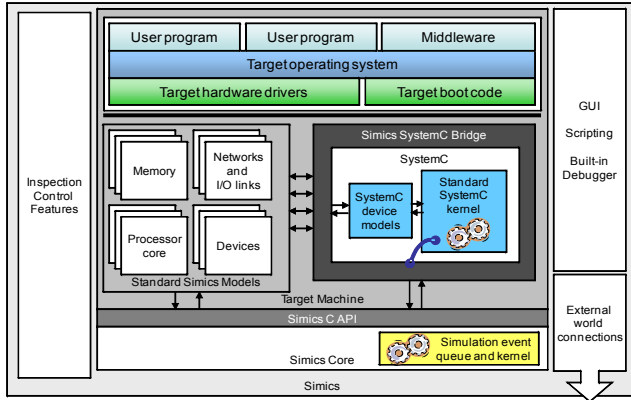 User program
User program
Middleware
Target operating system
Target hardware drivers
Target boot code
GUI
Scripting
Built-in
Debugger
Inspection
Control
Features
Memory
Networks
and
I/O links
Processor
core
Devices
Standard Simics Models
Simics SystemC Bridge
SystemC
SystemC
device
models
Standard
SystemC
kernel
Target Machine
Simics C API
Simics Core
Simulation event
queue and kernel
External
world
connections
Simics